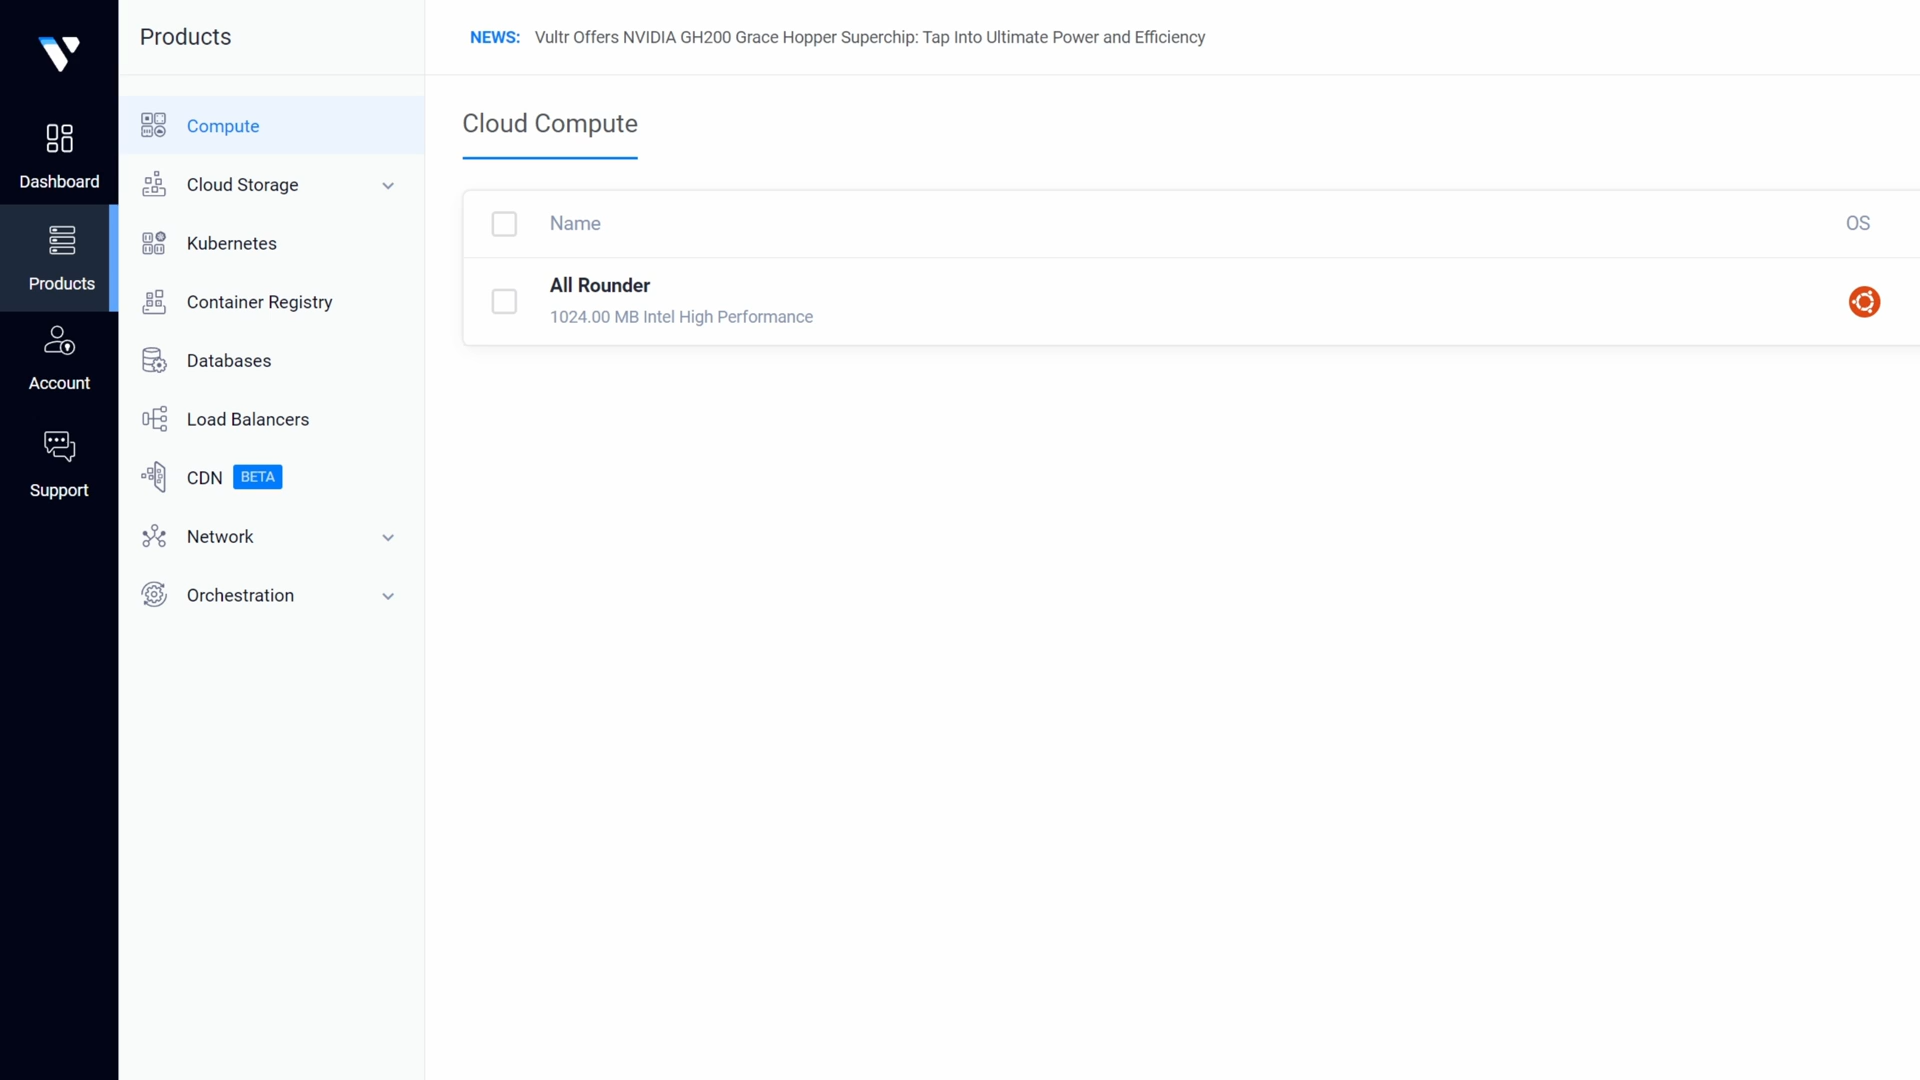 Dashboard
Products
Account
Support
Products
Compute
Cloud Storage
Kubernetes
Container Registry
Databases
Load Balancers
CDN BETA
Network
Orchestration
NEWS: Vultr Offers NVIDIA GH200 Grace Hopper Superchip: Tap Into Ultimate Power and Efficiency
Cloud Compute
Name OS
All Rounder
1024.00 MB Intel High Performance